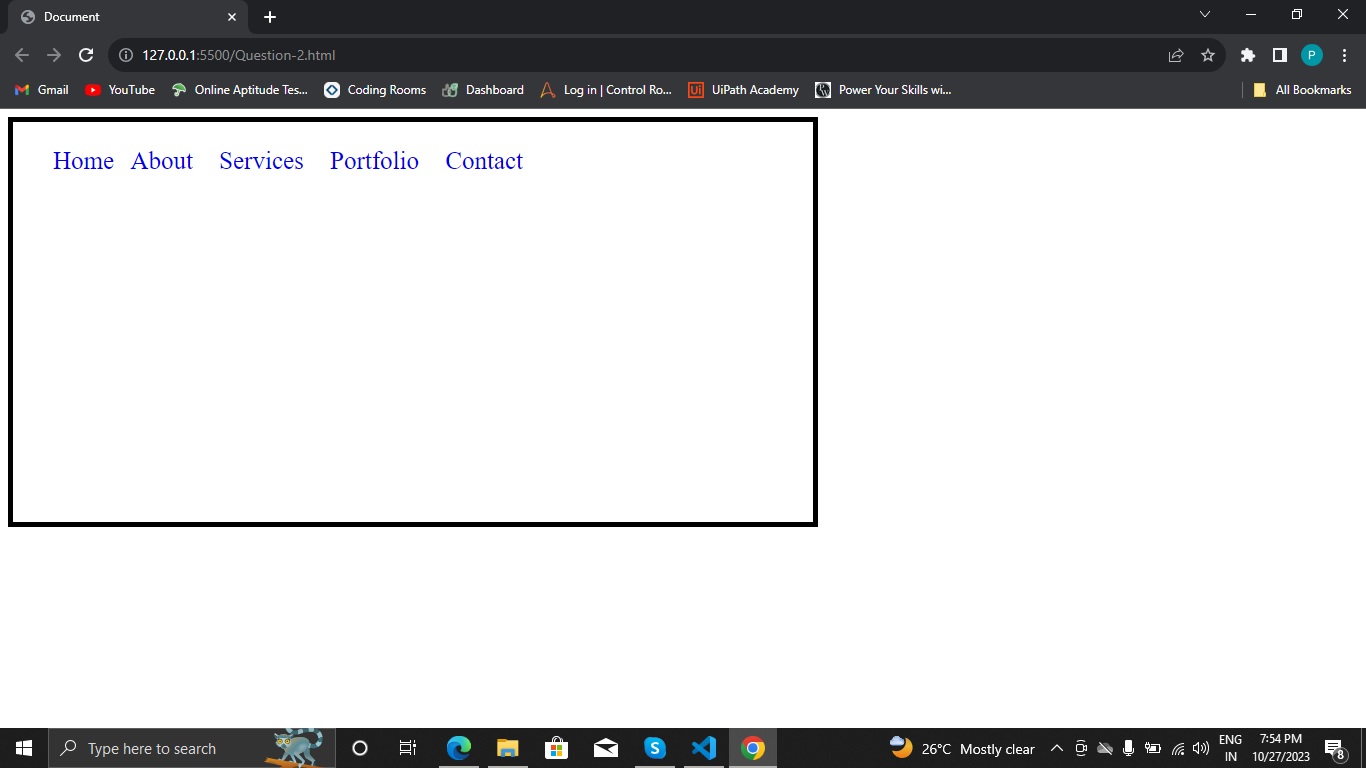 Document
127.0.0.1:5500/Question-2.html
P
Gmail YouTube Online Aptitude Tes... Coding Rooms Dashboard Log in | Control Ro... UiPath Academy Power Your Skills wi... All Bookmarks
Home About Services Portfolio Contact
Type here to search
26°C Mostly clear
ENG
IN
7:54 PM
10/27/2023
8